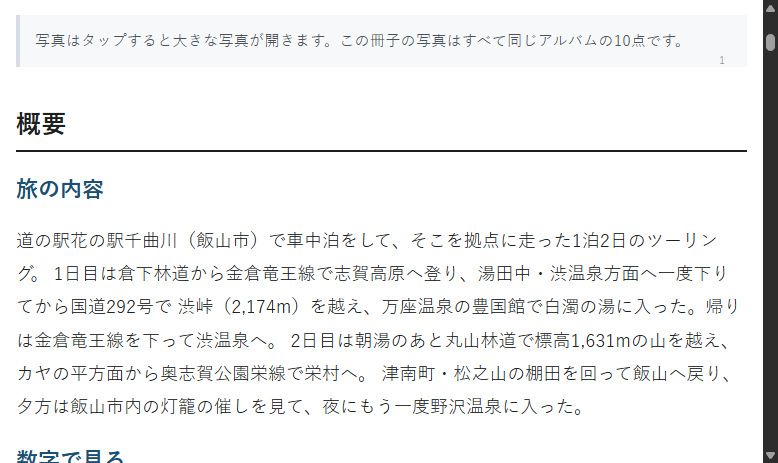 写真はタップすると大きな写真が開きます。この冊子の写真はすべて同じアルバムの10点です。
1
概要
旅の内容
道の駅花の駅千曲川（飯山市）で車中泊をして、そこを拠点に走った1泊2日のツーリン
グ。 1日目は倉下林道から金倉竜王線で志賀高原へ登り、湯田中・渋温泉方面へ一度下り
てから国道292号で 渋峠（2,174m）を越え、万座温泉の豊国館で白濁の湯に入った。帰り
は金倉竜王線を下って渋温泉へ。 2日目は朝湯のあと丸山林道で標高1,631mの山を越え、
カヤの平方面から奥志賀公園栄線で栄村へ。 津南町・松之山の棚田を回って飯山へ戻り、
夕方は飯山市内の灯籠の催しを見て、夜にもう一度野沢温泉に入った。
数字で見る